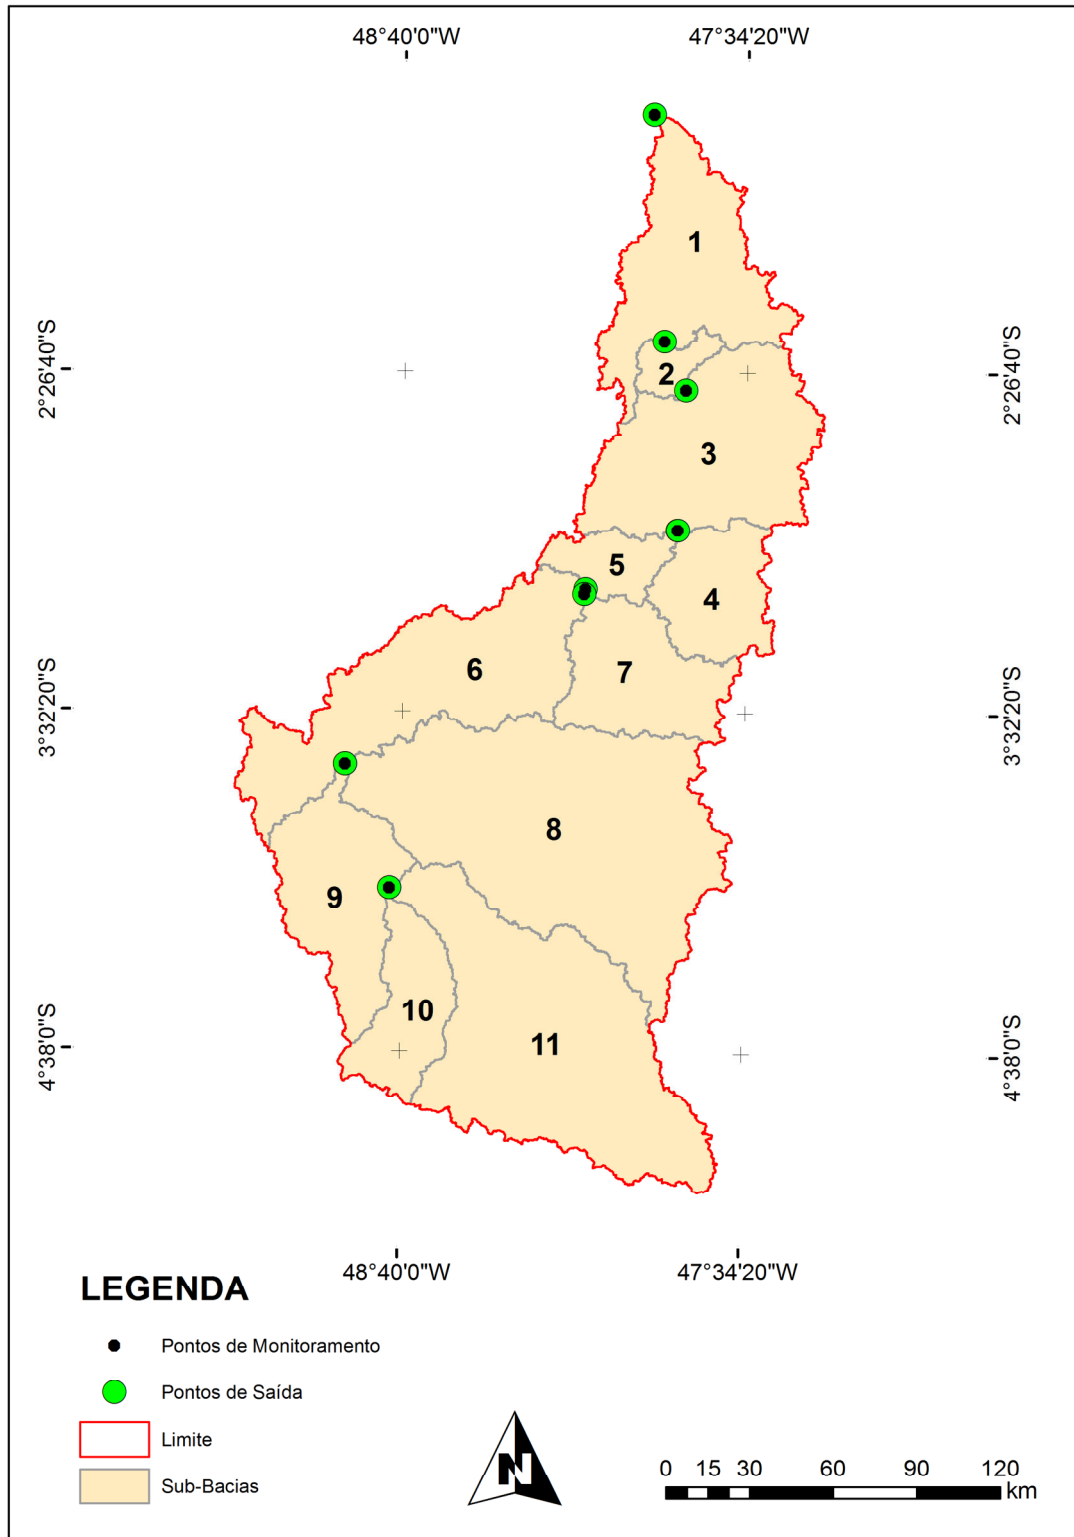 48°40'0"W 47°34'20"W
1
2°26'40"S 2 2°26'40"S
3
5
4
6 7
3°32'20"S 3°32'20"S
8
9
10
11
4°38'0"S 4°38'0"S
48°40'0"W 47°34'20"W
LEGENDA
Pontos de Monitoramento
Pontos de Saída
Limite
Sub-Bacias
N
0 15 30 60 90 120
km